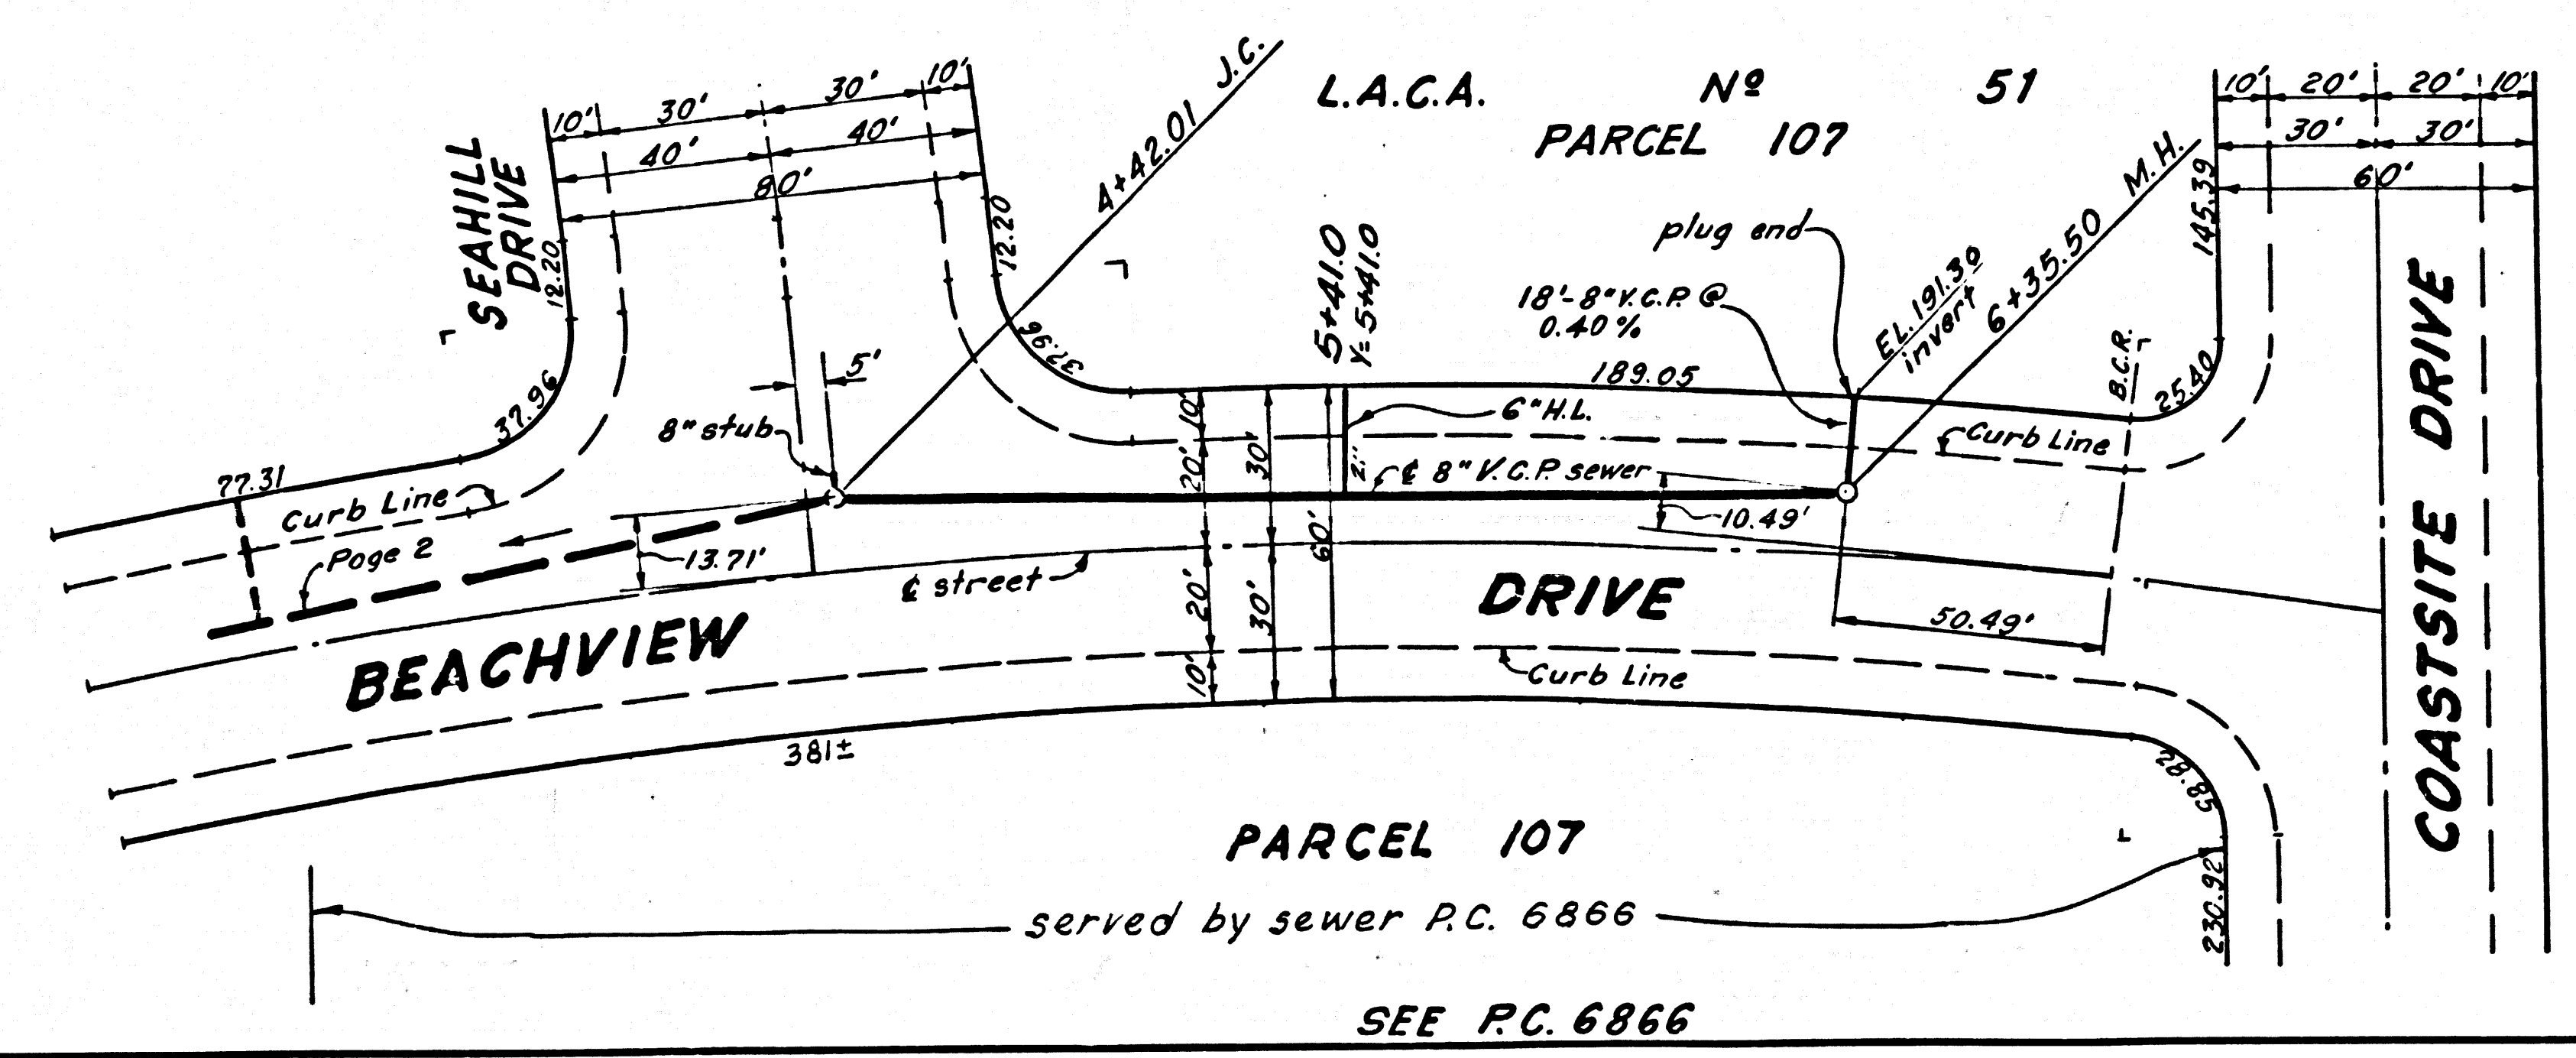 L.A.C.A. Nº 51
PARCEL 107
10' 30' 30' 10'
40' 40'
80'
SEAHILL
DRIVE
12.20
12.20
37.96
37.96
77.31
4+42.01 J.C.
5'
8" stub
Curb Line
Page 2
13.71'
℄ street
5+41.0
Y=5+41.0
6" H.L.
10'
20'
30'
60'
20'
30'
10'
plug end
18'-8" V.C.P. @
0.40 %
EL. 191.30
invert
6+35.50 M.H.
189.05
℄ 8" V.C.P. sewer
10.49'
Curb Line
B.C.R.
25.40
145.39
10' 20' 20' 10'
30' 30'
60'
50.49'
BEACHVIEW DRIVE
Curb Line
COASTSITE DRIVE
381±
28.58
230.92
PARCEL 107
served by sewer P.C. 6866
SEE P.C. 6866